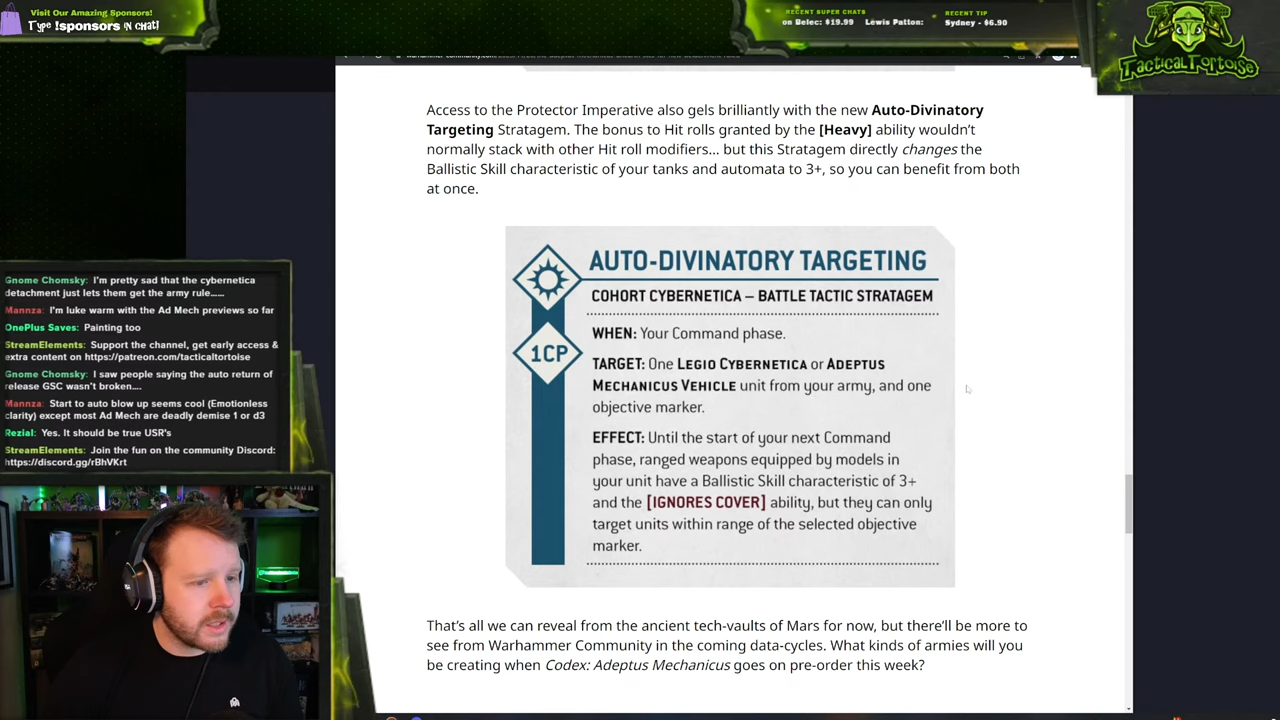 Visit Our Amazing Sponsors!
Type !sponsors in chat!
RECENT SUPER CHATS
on Belec: $19.99 Lewis Patton:
RECENT TIP
Sydney - $6.90
TacticalTortoise
Access to the Protector Imperative also gels brilliantly with the new Auto-Divinatory
Targeting Stratagem. The bonus to Hit rolls granted by the [Heavy] ability wouldn't
normally stack with other Hit roll modifiers... but this Stratagem directly changes the
Ballistic Skill characteristic of your tanks and automata to 3+, so you can benefit from both
at once.
AUTO-DIVINATORY TARGETING
COHORT CYBERNETICA – BATTLE TACTIC STRATAGEM
1CP
WHEN: Your Command phase.
TARGET: One LEGIO CYBERNETICA or ADEPTUS
MECHANICUS VEHICLE unit from your army, and one
objective marker.
EFFECT: Until the start of your next Command
phase, ranged weapons equipped by models in
your unit have a Ballistic Skill characteristic of 3+
and the [IGNORES COVER] ability, but they can only
target units within range of the selected objective
marker.
That's all we can reveal from the ancient tech-vaults of Mars for now, but there'll be more to
see from Warhammer Community in the coming data-cycles. What kinds of armies will you
be creating when Codex: Adeptus Mechanicus goes on pre-order this week?
Gnome Chomsky: I'm pretty sad that the cybernetica
detachment just lets them get the army rule......
Mannza: I'm luke warm with the Ad Mech previews so far
OnePlus Saves: Painting too
StreamElements: Support the channel, get early access &
extra content on https://patreon.com/tacticaltortoise
Gnome Chomsky: I saw people saying the auto return of
release GSC wasn't broken....
Mannza: Start to auto blow up seems cool (Emotionless
clarity) except most Ad Mech are deadly demise 1 or d3
Rezial: Yes. It should be true USR's
StreamElements: Join the fun on the community Discord:
https://discord.gg/rBhVKrt